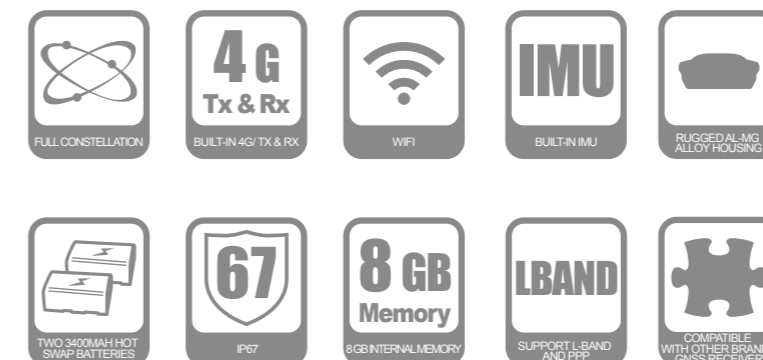 4 G
Tx & Rx
IMU
FULL CONSTELLATION
BUILT-IN 4G/ TX & RX
WIFI
BUILT-IN IMU
RUGGED AL-MG
ALLOY HOUSING
67
8 GB
Memory
LBAND
TWO 3400MAH HOT
SWAP BATTERIES
IP67
8 GB INTERNAL MEMORY
SUPPORT L-BAND
AND PPP
COMPATIBLE
WITH OTHER BRAND
GNSS RECEIVER